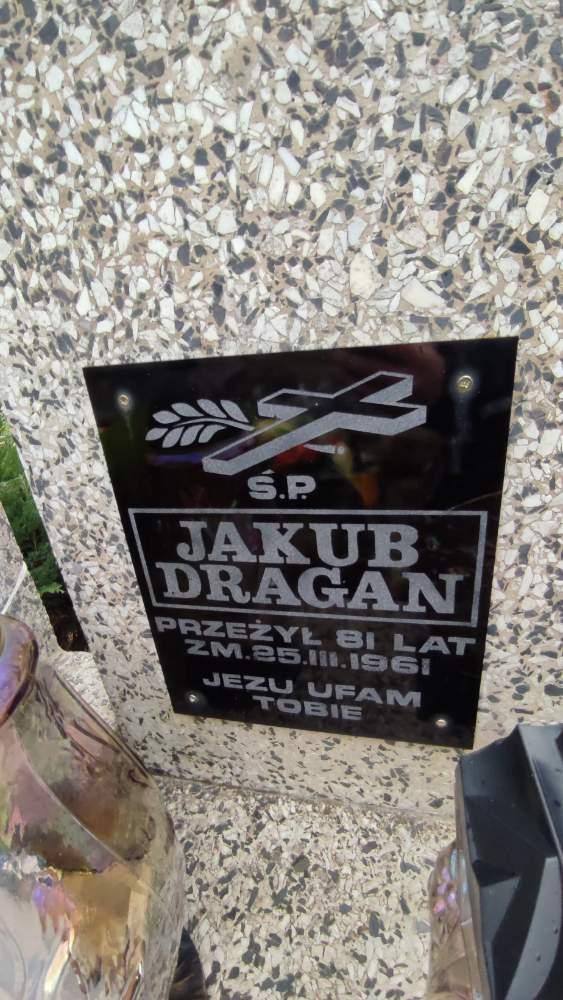 Ś.P.
JAKUB
DRAGAN
PRZEŻYŁ 81 LAT
ZM.25.III.1961
JEZU UFAM
TOBIE